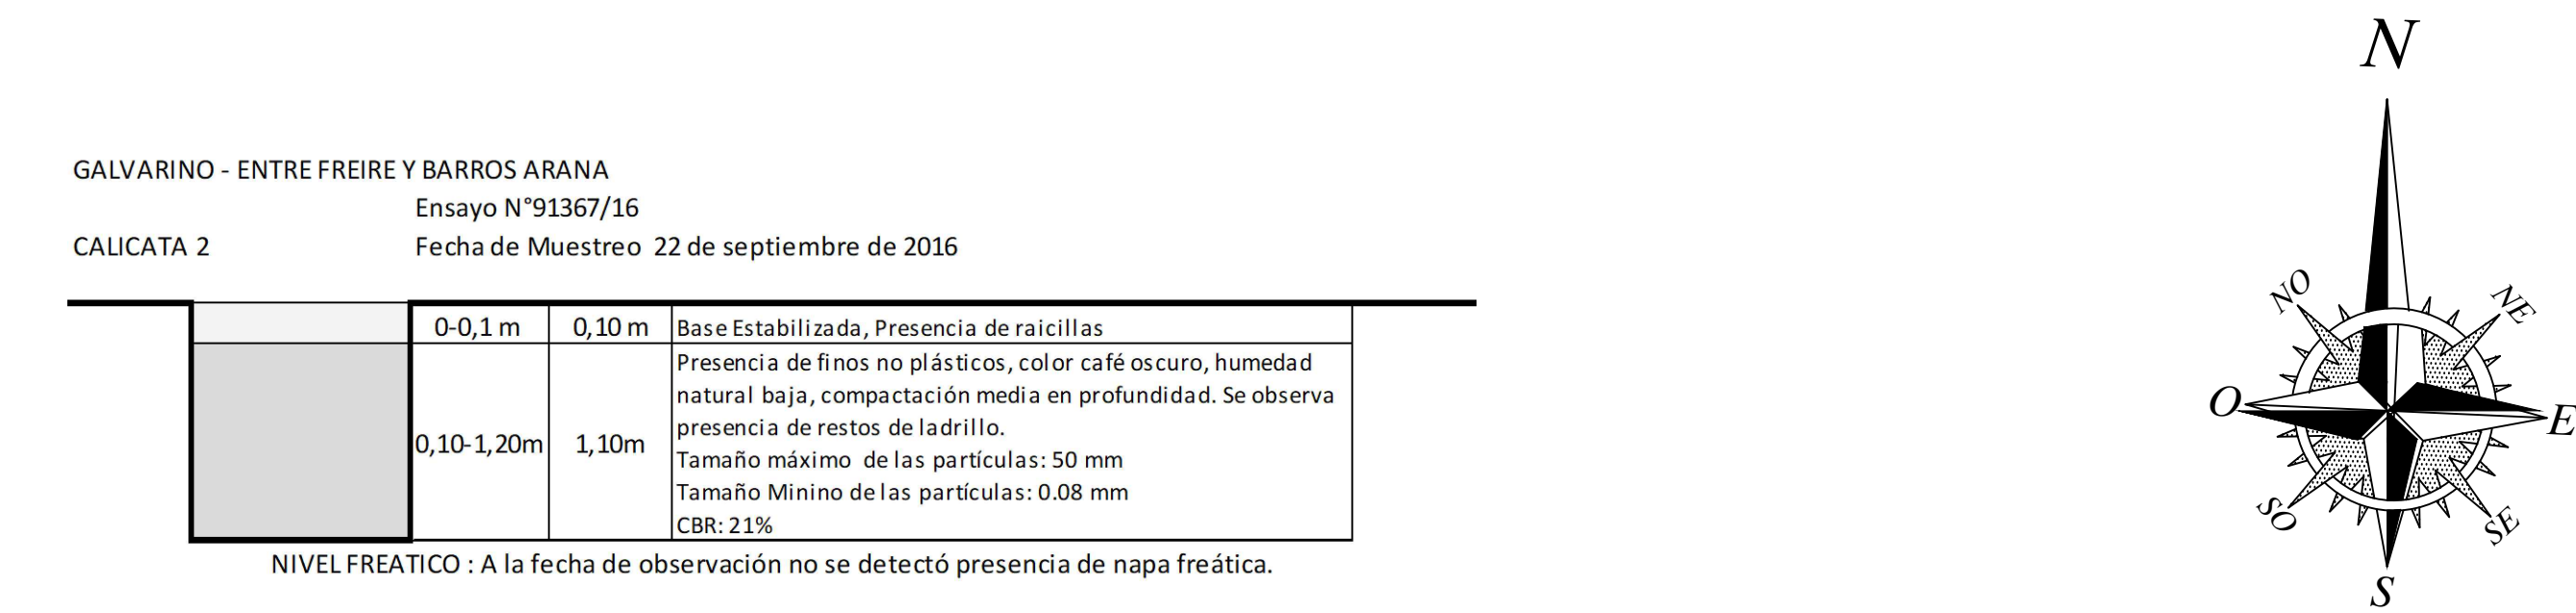 GALVARINO - ENTRE FREIRE Y BARROS ARANA
Ensayo N°91367/16
CALICATA 2 Fecha de Muestreo 22 de septiembre de 2016
0-0,1 m 0,10 m Base Estabilizada, Presencia de raicillas
0,10-1,20m 1,10m
Presencia de finos no plásticos, color café oscuro, humedad
natural baja, compactación media en profundidad. Se observa
presencia de restos de ladrillo.
Tamaño máximo de las partículas: 50 mm
Tamaño Minino de las partículas: 0.08 mm
CBR: 21%
NIVEL FREATICO : A la fecha de observación no se detectó presencia de napa freática.
N
NO
NE
O
E
SO
SE
S